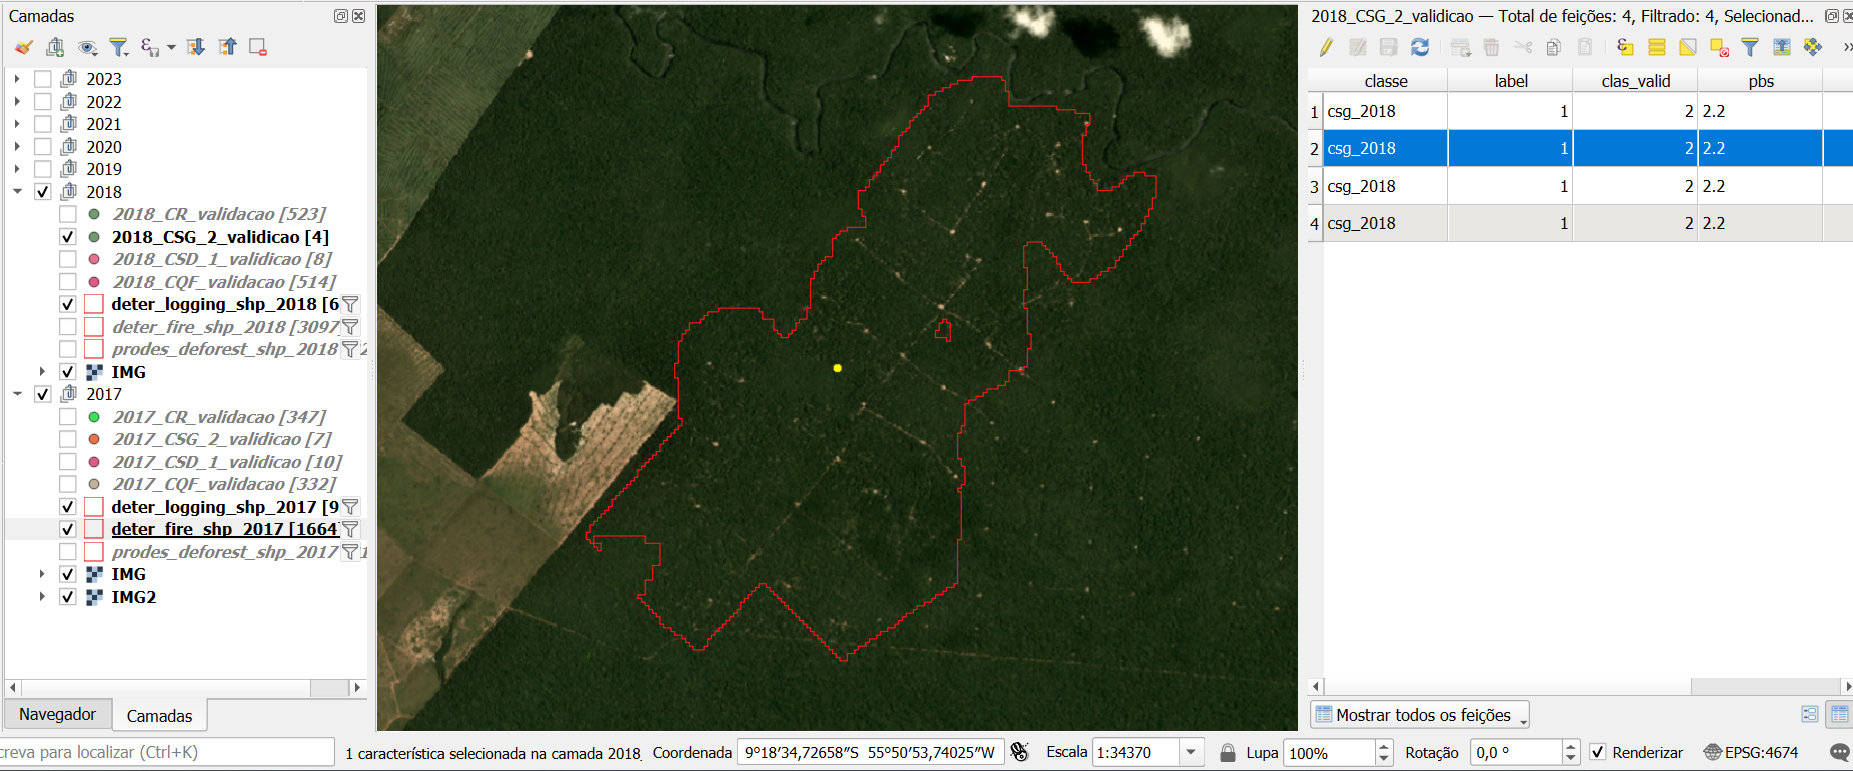 Camadas
2023
2022
2021
2020
2019
2018
2018_CR_validacao [523]
2018_CSG_2_validicao [4]
2018_CSD_1_validicao [8]
2018_CQF_validicao [514]
deter_logging_shp_2018 [6
deter_fire_shp_2018 [3097
prodes_deforest_shp_2018
IMG
2017
2017_CR_validacao [347]
2017_CSG_2_validicao [7]
2017_CSD_1_validicao [10]
2017_CQF_validacao [332]
deter_logging_shp_2017 [9
deter_fire_shp_2017 [1664
prodes_deforest_shp_2017
IMG
IMG2
Navegador Camadas
2018_CSG_2_validicao — Total de feições: 4, Filtrado: 4, Selecionad...
classe label clas_valid pbs
1 csg_2018 1 2 2.2
2 csg_2018 1 2 2.2
3 csg_2018 1 2 2.2
4 csg_2018 1 2 2.2
Mostrar todos os feições
creva para localizar (Ctrl+K) 1 característica selecionada na camada 2018_ Coordenada 9°18′34,72658″S 55°50′53,74025″W Escala 1:34370 Lupa 100% Rotação 0,0 ° Renderizar EPSG:4674